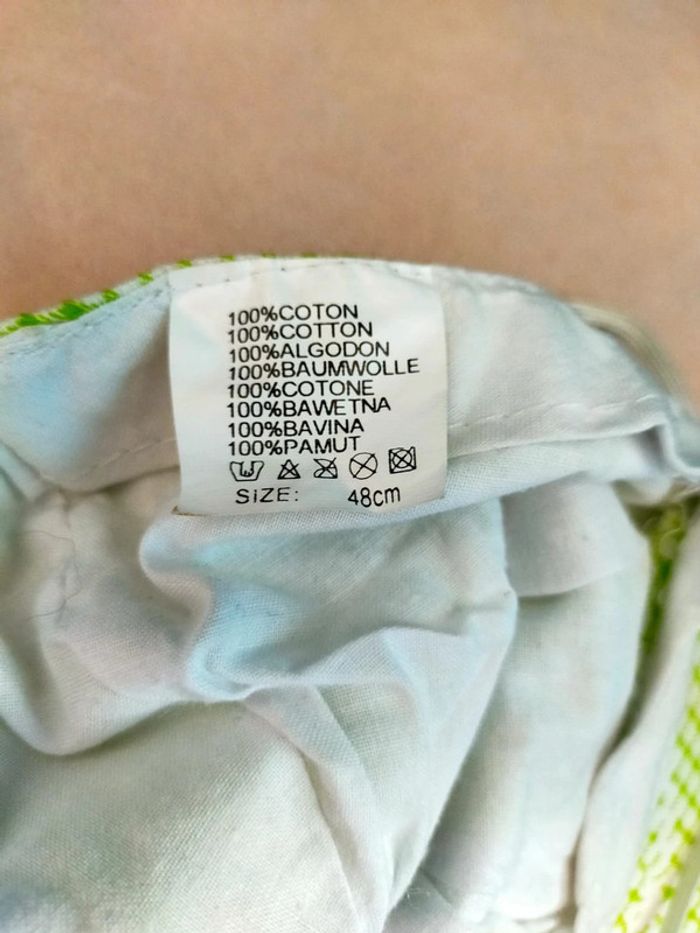 100%COTON
100%COTTON
100%ALGODON
100%BAUMWOLLE
100%COTONE
100%BAWETNA
100%BAVINA
100%PAMUT
SiZE: 48cm